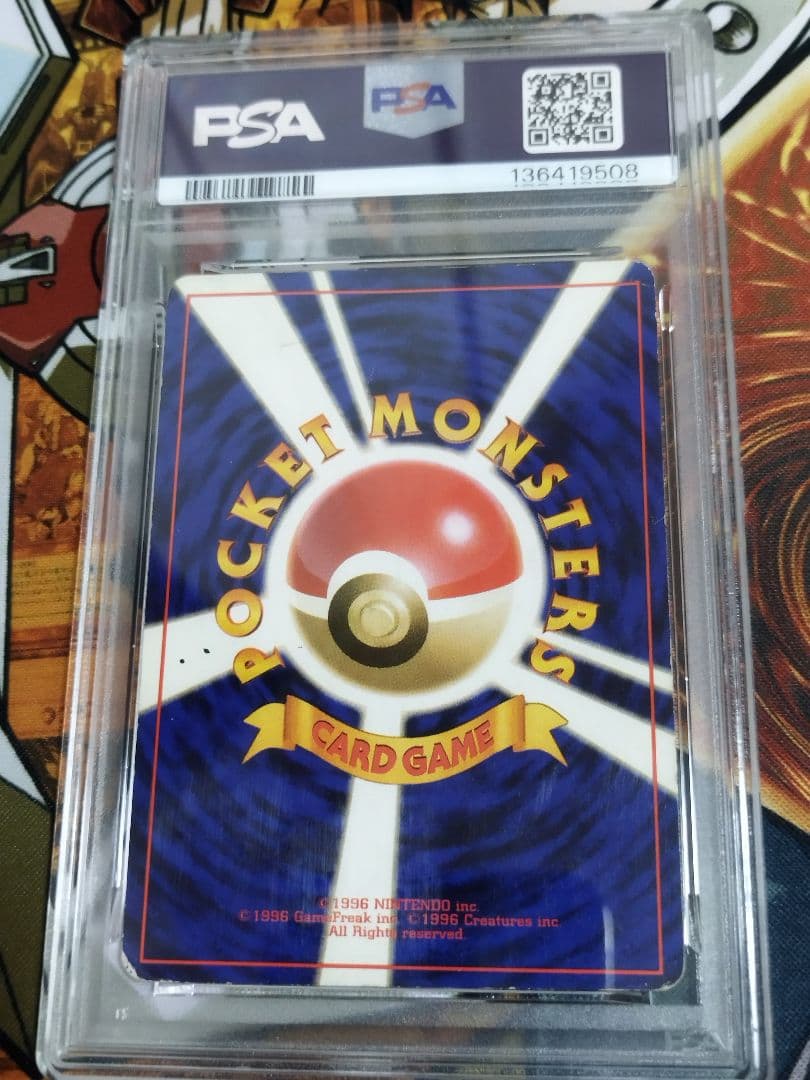 PSA
PSA
136419508
POCKET MONSTERS
CARD GAME
©1996 NINTENDO inc.
©1996 GameFreak inc. ©1996 Creatures inc.
All Rights reserved.